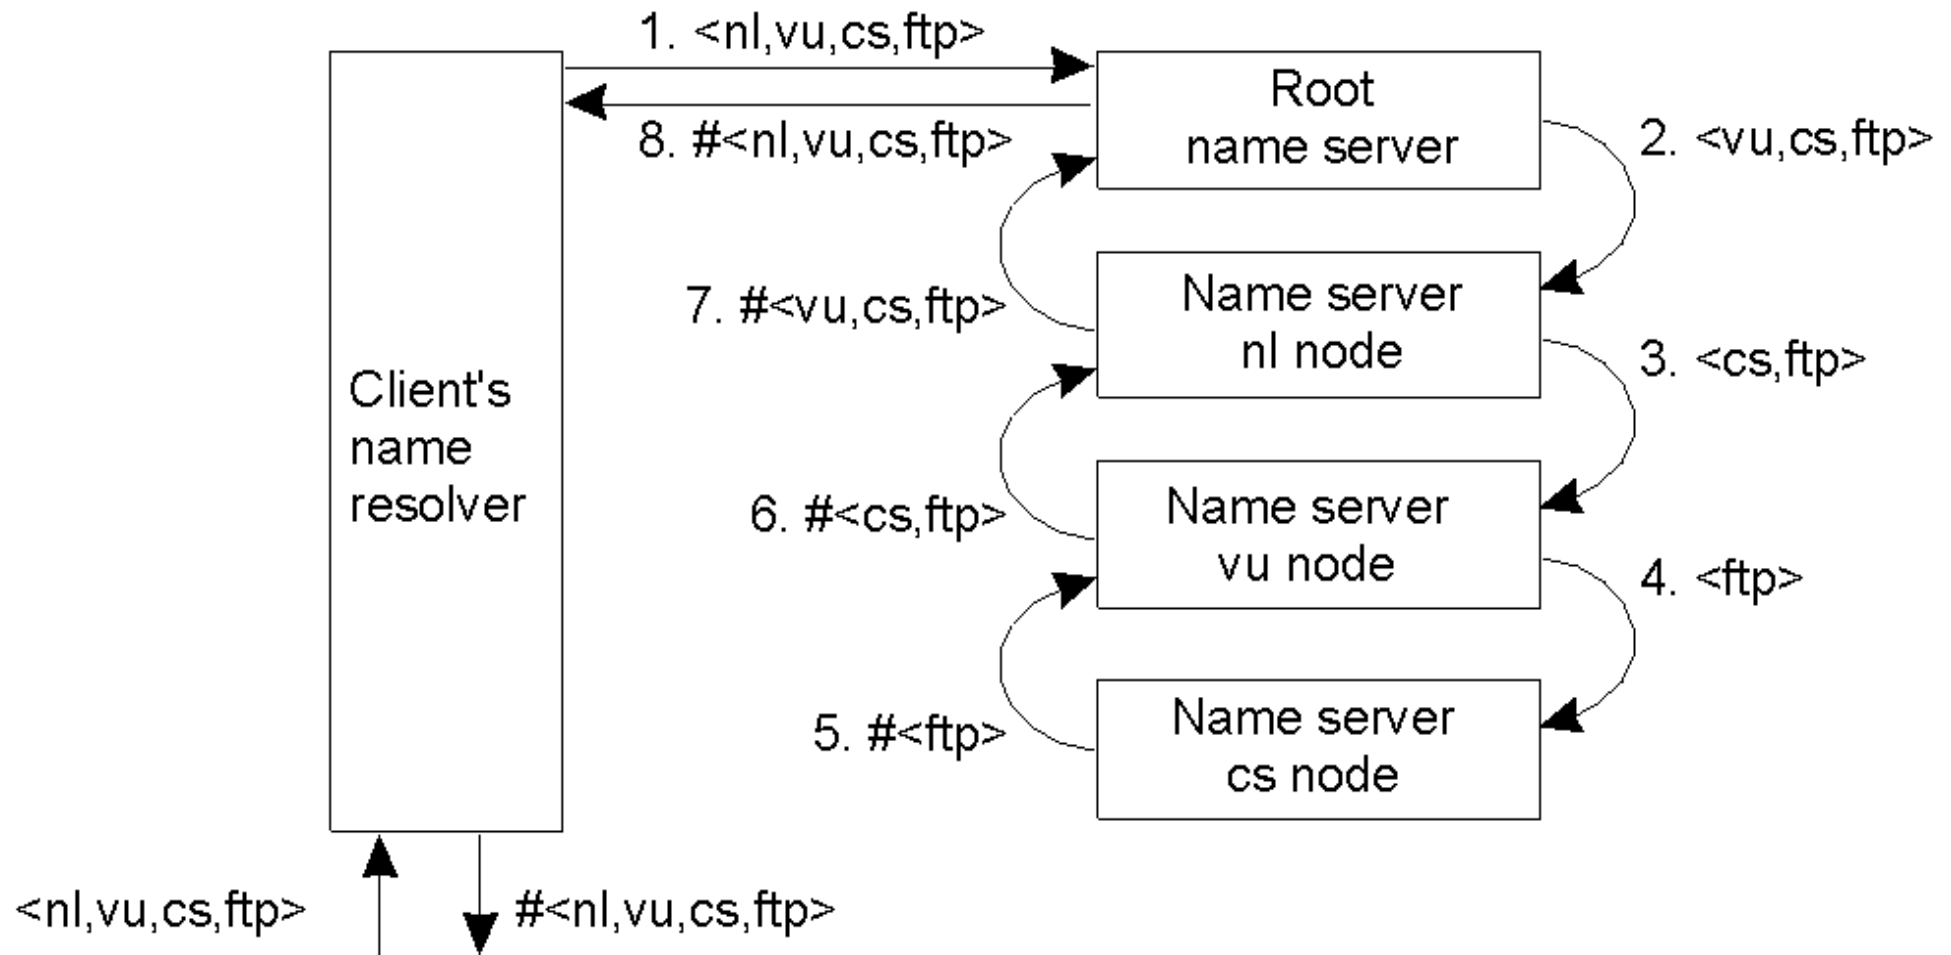 1. <nl,vu,cs,ftp>
8. #<nl,vu,cs,ftp>
Root
name server
2. <vu,cs,ftp>
7. #<vu,cs,ftp>
Name server
nl node
3. <cs,ftp>
Client's
name
resolver
6. #<cs,ftp>
Name server
vu node
4. <ftp>
5. #<ftp>
Name server
cs node
<nl,vu,cs,ftp>
#<nl,vu,cs,ftp>